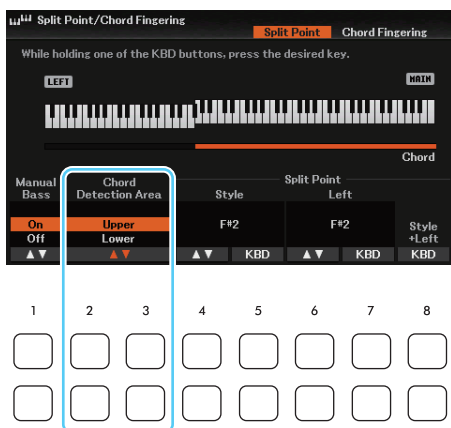 Split Point/Chord Fingering
Split Point Chord Fingering
While holding one of the KBD buttons, press the desired key.
LEFT MAIN
Chord
Manual Bass
Chord Detection Area
Split Point
Style Left
On Upper F#2 F#2 Style +Left
Off Lower
▲▼ ▲▼ ▲▼ KBD ▲▼ KBD KBD
1 2 3 4 5 6 7 8